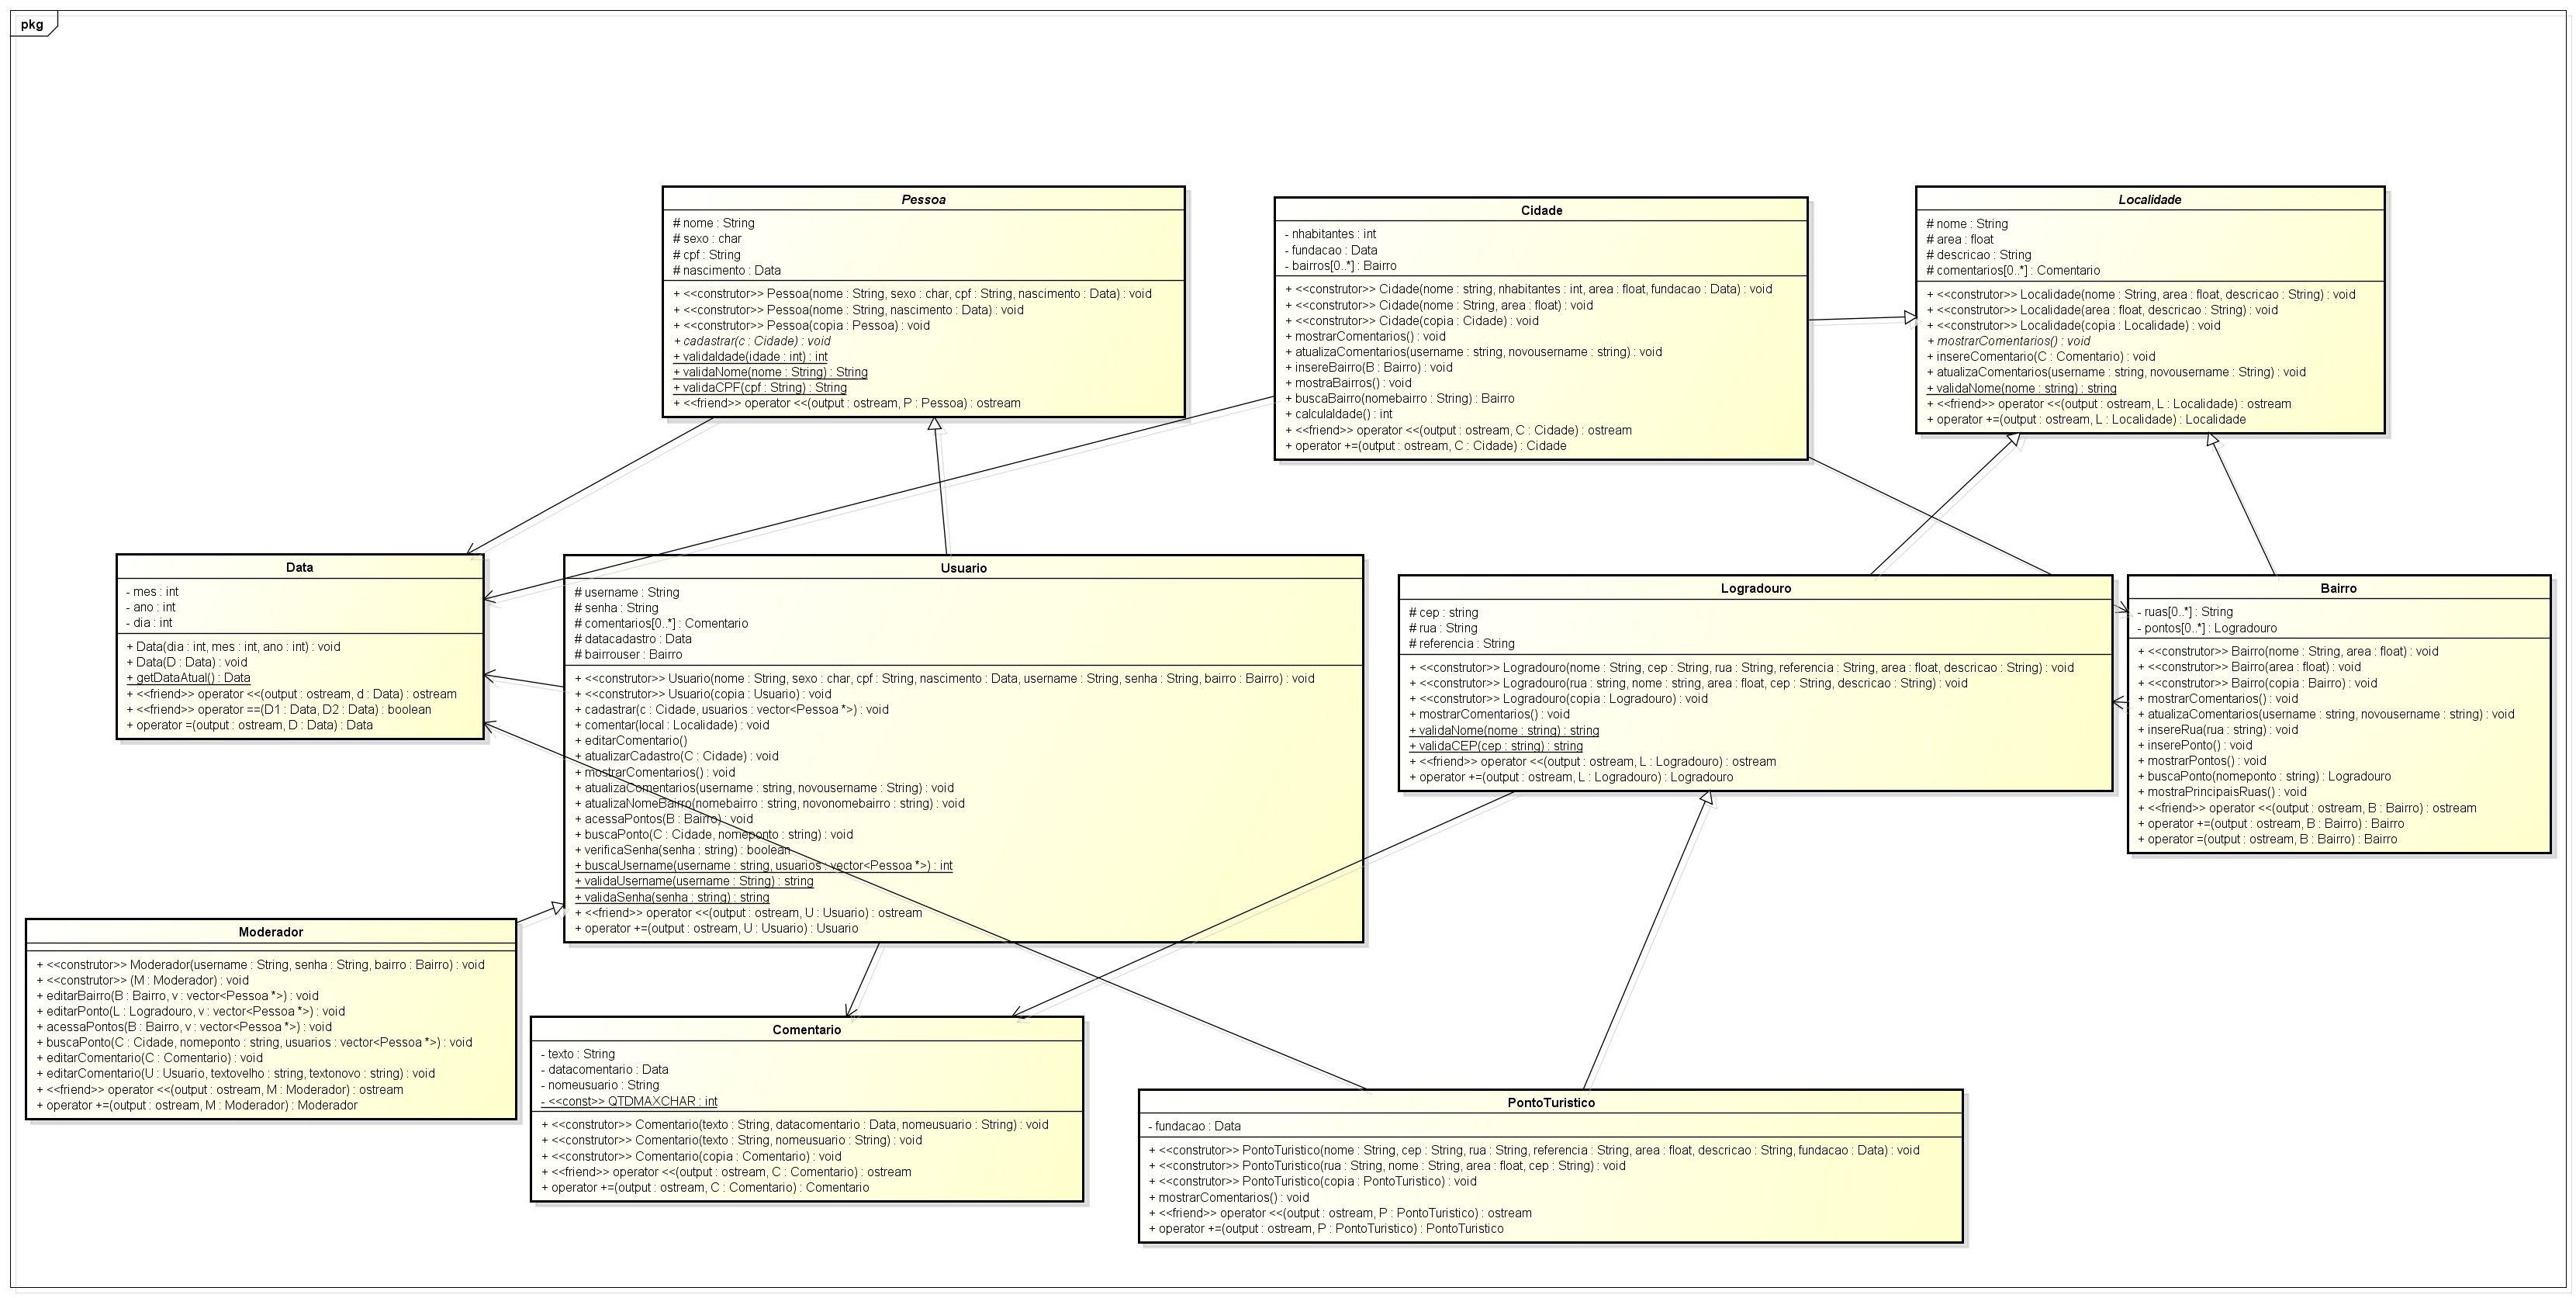 pkg
Pessoa
# nome : String
# sexo : char
# cpf : String
# nascimento : Data
+ <<construtor>> Pessoa(nome : String, sexo : char, cpf : String, nascimento : Data) : void
+ <<construtor>> Pessoa(nome : String, nascimento : Data) : void
+ <<construtor>> Pessoa(copia : Pessoa) : void
+ cadastrar(c : Cidade) : void
+ validaIdade(idade : int) : int
+ validaNome(nome : String) : String
+ validaCPF(cpf : String) : String
+ <<friend>> operator <<(output : ostream, P : Pessoa) : ostream
Cidade
- nhabitantes : int
- fundacao : Data
- bairros[0..*] : Bairro
+ <<construtor>> Cidade(nome : string, nhabitantes : int, area : float, fundacao : Data) : void
+ <<construtor>> Cidade(nome : String, area : float) : void
+ <<construtor>> Cidade(copia : Cidade) : void
+ mostrarComentarios() : void
+ atualizaComentarios(username : string, novousername : string) : void
+ insereBairro(B : Bairro) : void
+ mostraBairros() : void
+ buscaBairro(nomebairro : String) : Bairro
+ calculaIdade() : int
+ <<friend>> operator <<(output : ostream, C : Cidade) : ostream
+ operator +=(output : ostream, C : Cidade) : Cidade
Localidade
# nome : String
# area : float
# descricao : String
# comentarios[0..*] : Comentario
+ <<construtor>> Localidade(nome : String, area : float, descricao : String) : void
+ <<construtor>> Localidade(area : float, descricao : String) : void
+ <<construtor>> Localidade(copia : Localidade) : void
+ mostrarComentarios() : void
+ insereComentario(C : Comentario) : void
+ atualizaComentarios(username : string, novousername : String) : void
+ validaNome(nome : string) : string
+ <<friend>> operator <<(output : ostream, L : Localidade) : ostream
+ operator +=(output : ostream, L : Localidade) : Localidade
Data
- mes : int
- ano : int
- dia : int
+ Data(dia : int, mes : int, ano : int) : void
+ Data(D : Data) : void
+ getDataAtual() : Data
+ <<friend>> operator <<(output : ostream, d : Data) : ostream
+ <<friend>> operator ==(D1 : Data, D2 : Data) : boolean
+ operator =(output : ostream, D : Data) : Data
Usuario
# username : String
# senha : String
# comentarios[0..*] : Comentario
# datacadastro : Data
# bairrouser : Bairro
+ <<construtor>> Usuario(nome : String, sexo : char, cpf : String, nascimento : Data, username : String, senha : String, bairro : Bairro) : void
+ <<construtor>> Usuario(copia : Usuario) : void
+ cadastrar(c : Cidade, usuarios : vector<Pessoa *>) : void
+ comentar(local : Localidade) : void
+ editarComentario()
+ atualizarCadastro(C : Cidade) : void
+ mostrarComentarios() : void
+ atualizaComentarios(username : string, novousername : String) : void
+ atualizaNomeBairro(nomebairro : string, novonomebairro : string) : void
+ acessaPontos(B : Bairro) : void
+ buscaPonto(C : Cidade, nomeponto : string) : void
+ verificaSenha(senha : string) : boolean
+ buscaUsername(username : string, usuarios : vector<Pessoa *>) : int
+ validaUsername(username : String) : string
+ validaSenha(senha : string) : string
+ <<friend>> operator <<(output : ostream, U : Usuario) : ostream
+ operator +=(output : ostream, U : Usuario) : Usuario
Logradouro
# cep : string
# rua : String
# referencia : String
+ <<construtor>> Logradouro(nome : String, cep : String, rua : String, referencia : String, area : float, descricao : String) : void
+ <<construtor>> Logradouro(rua : string, nome : string, area : float, cep : String, descricao : String) : void
+ <<construtor>> Logradouro(copia : Logradouro) : void
+ mostrarComentarios() : void
+ validaNome(nome : string) : string
+ validaCEP(cep : string) : string
+ <<friend>> operator <<(output : ostream, L : Logradouro) : ostream
+ operator +=(output : ostream, L : Logradouro) : Logradouro
Bairro
- ruas[0..*] : String
- pontos[0..*] : Logradouro
+ <<construtor>> Bairro(nome : String, area : float) : void
+ <<construtor>> Bairro(area : float) : void
+ <<construtor>> Bairro(copia : Bairro) : void
+ mostrarComentarios() : void
+ atualizaComentarios(username : string, novousername : string) : void
+ insereRua(rua : string) : void
+ inserePonto() : void
+ mostrarPontos() : void
+ buscaPonto(nomeponto : string) : Logradouro
+ mostraPrincipaisRuas() : void
+ <<friend>> operator <<(output : ostream, B : Bairro) : ostream
+ operator +=(output : ostream, B : Bairro) : Bairro
+ operator =(output : ostream, B : Bairro) : Bairro
Moderador
+ <<construtor>> Moderador(username : String, senha : String, bairro : Bairro) : void
+ <<construtor>> (M : Moderador) : void
+ editarBairro(B : Bairro, v : vector<Pessoa *>) : void
+ editarPonto(L : Logradouro, v : vector<Pessoa *>) : void
+ acessaPontos(B : Bairro, v : vector<Pessoa *>) : void
+ buscaPonto(C : Cidade, nomeponto : string, usuarios : vector<Pessoa *>) : void
+ editarComentario(C : Comentario) : void
+ editarComentario(U : Usuario, textovelho : string, textonovo : string) : void
+ <<friend>> operator <<(output : ostream, M : Moderador) : ostream
+ operator +=(output : ostream, M : Moderador) : Moderador
Comentario
- texto : String
- datacomentario : Data
- nomeusuario : String
- <<const>> QTDMAXCHAR : int
+ <<construtor>> Comentario(texto : String, datacomentario : Data, nomeusuario : String) : void
+ <<construtor>> Comentario(texto : String, nomeusuario : String) : void
+ <<construtor>> Comentario(copia : Comentario) : void
+ <<friend>> operator <<(output : ostream, C : Comentario) : ostream
+ operator +=(output : ostream, C : Comentario) : Comentario
PontoTuristico
- fundacao : Data
+ <<construtor>> PontoTuristico(nome : String, cep : String, rua : String, referencia : String, area : float, descricao : String, fundacao : Data) : void
+ <<construtor>> PontoTuristico(rua : String, nome : String, area : float, cep : String) : void
+ <<construtor>> PontoTuristico(copia : PontoTuristico) : void
+ mostrarComentarios() : void
+ <<friend>> operator <<(output : ostream, P : PontoTuristico) : ostream
+ operator +=(output : ostream, P : PontoTuristico) : PontoTuristico